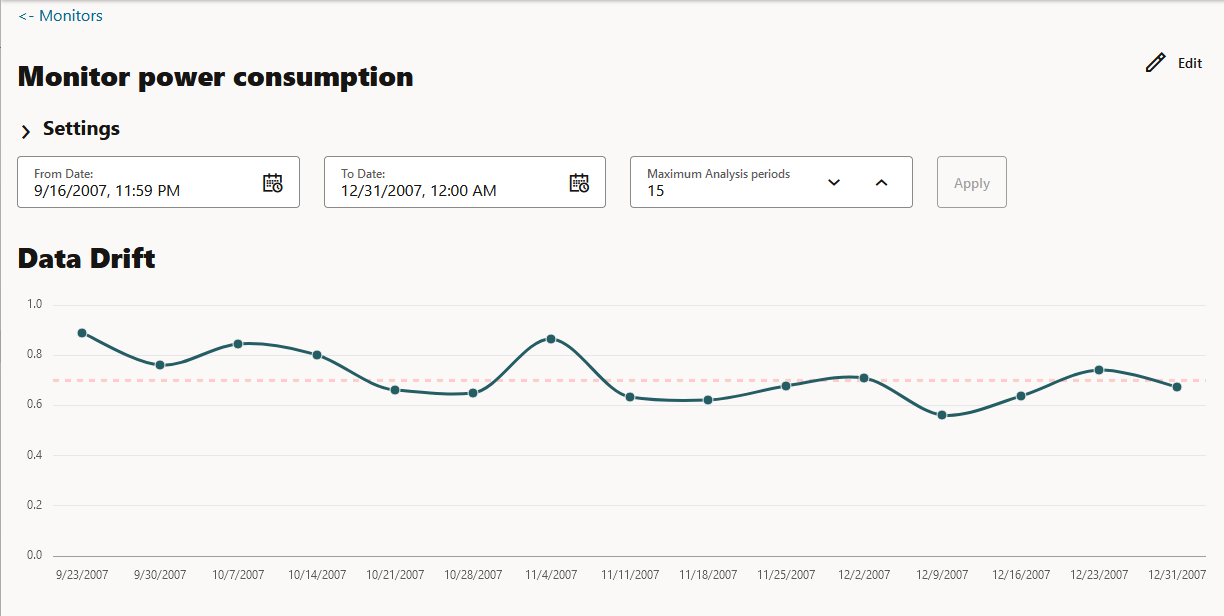 <- Monitors
Monitor power consumption
Edit
Settings
From Date:
9/16/2007, 11:59 PM
To Date:
12/31/2007, 12:00 AM
Maximum Analysis periods
15
Apply
Data Drift
1.0
0.8
0.6
0.4
0.2
0.0
9/23/2007 9/30/2007 10/7/2007 10/14/2007 10/21/2007 10/28/2007 11/4/2007 11/11/2007 11/18/2007 11/25/2007 12/2/2007 12/9/2007 12/16/2007 12/23/2007 12/31/2007